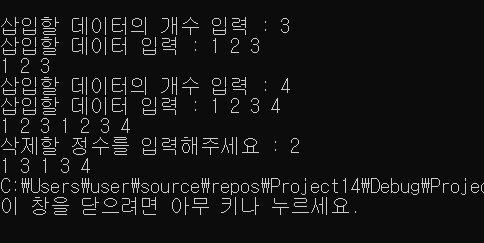 삽입할 데이터의 개수 입력 : 3
삽입할 데이터 입력 : 1 2 3
1 2 3
삽입할 데이터의 개수 입력 : 4
삽입할 데이터 입력 : 1 2 3 4
1 2 3 1 2 3 4
삭제할 정수를 입력해주세요 : 2
1 3 1 3 4
C:₩Users₩user₩source₩repos₩Project14₩Debug₩Projec
이 창을 닫으려면 아무 키나 누르세요.